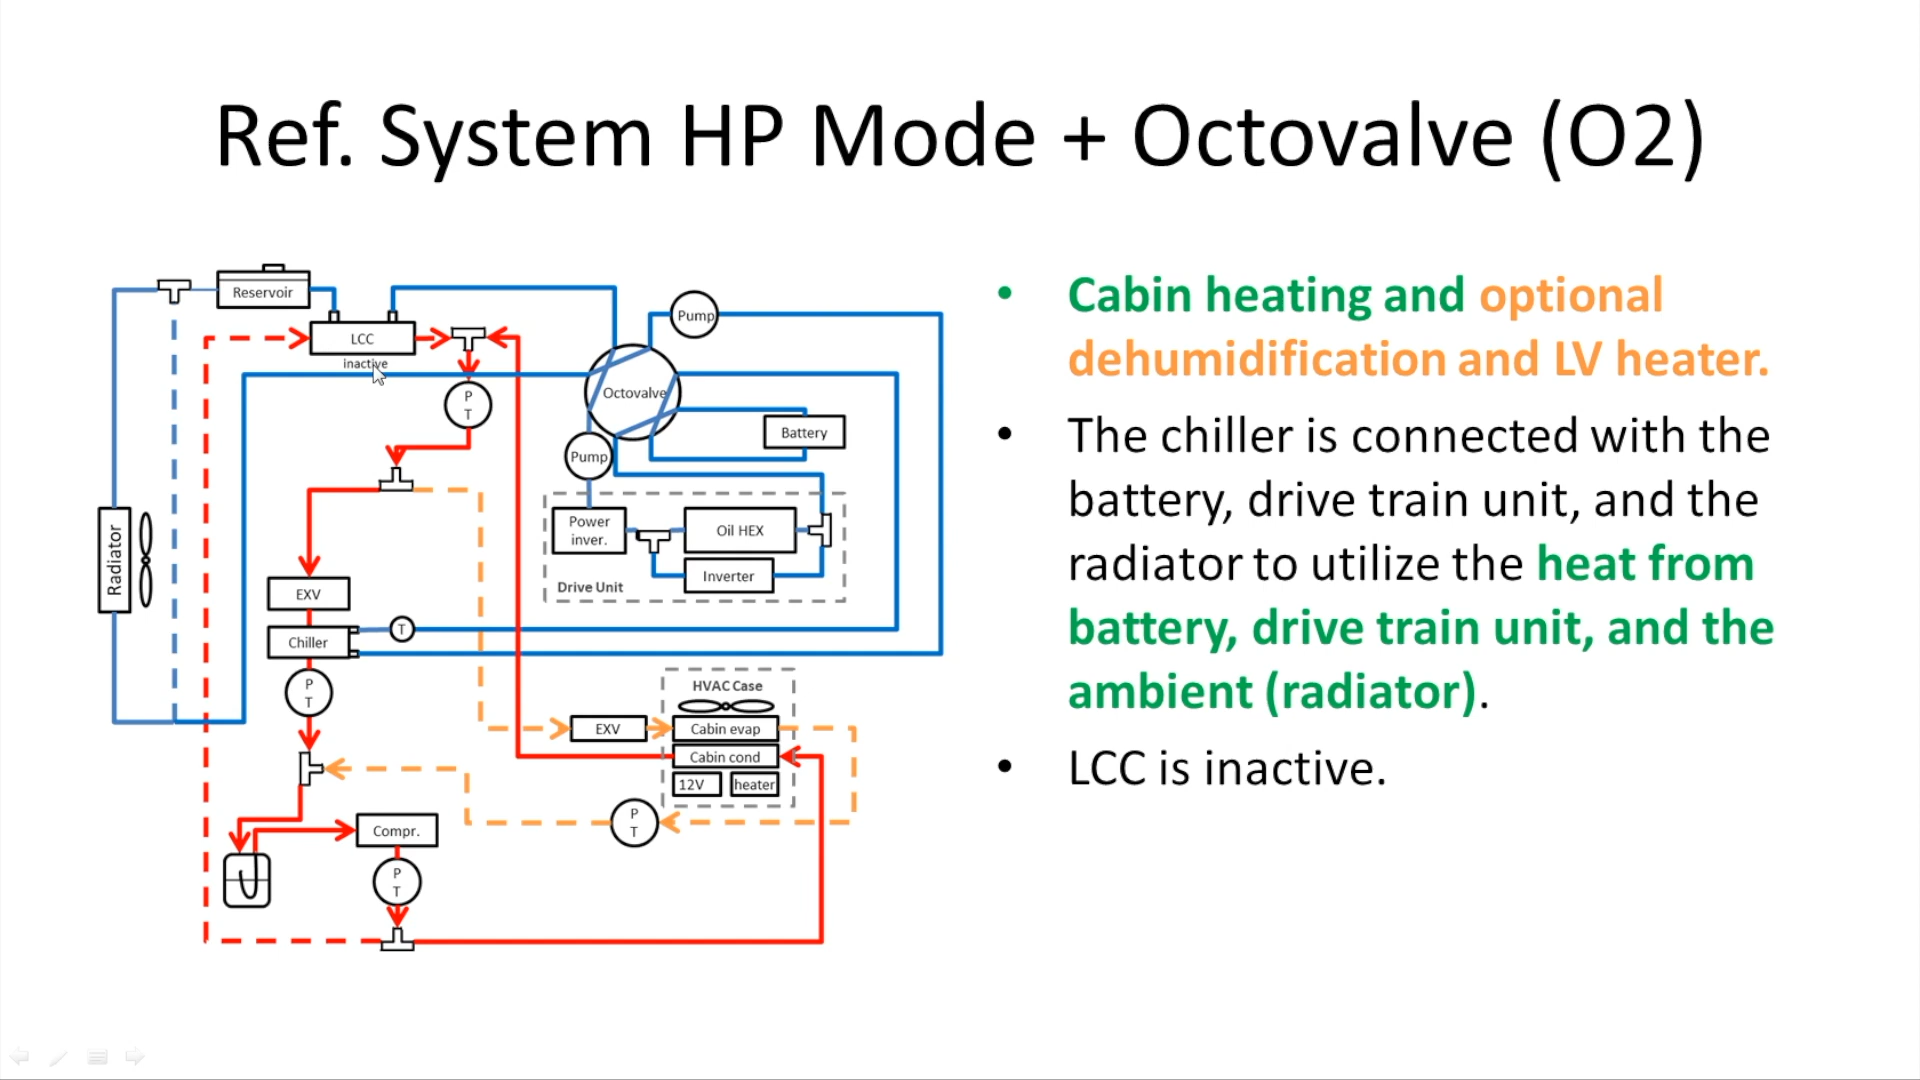 Ref. System HP Mode + Octovalve (O2)
Reservoir
LCC
inactive
P
T
Pump
Octovalve
Battery
Pump
Power
inver.
Oil HEX
Inverter
Drive Unit
Radiator
EXV
Chiller
T
P
T
HVAC Case
EXV
Cabin evap
Cabin cond
12V
heater
P
T
Compr.
P
T
• Cabin heating and optional
dehumidification and LV heater.
• The chiller is connected with the
battery, drive train unit, and the
radiator to utilize the heat from
battery, drive train unit, and the
ambient (radiator).
• LCC is inactive.